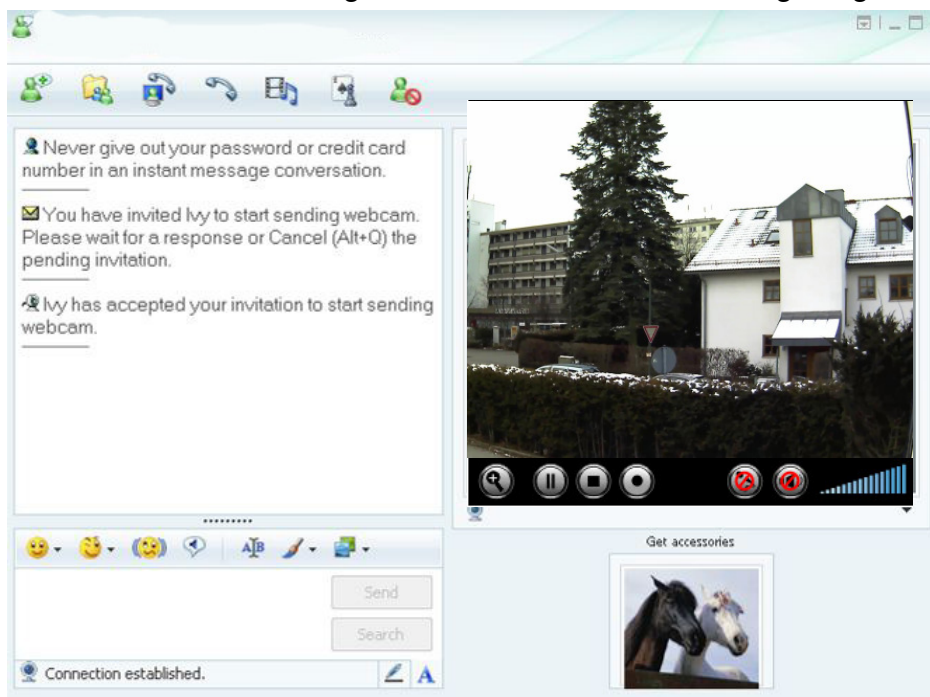 Never give out your password or credit card
number in an instant message conversation.
You have invited Ivy to start sending webcam.
Please wait for a response or Cancel (Alt+Q) the
pending invitation.
Ivy has accepted your invitation to start sending
webcam.
AB
Send
Search
Connection established.
A
Get accessories